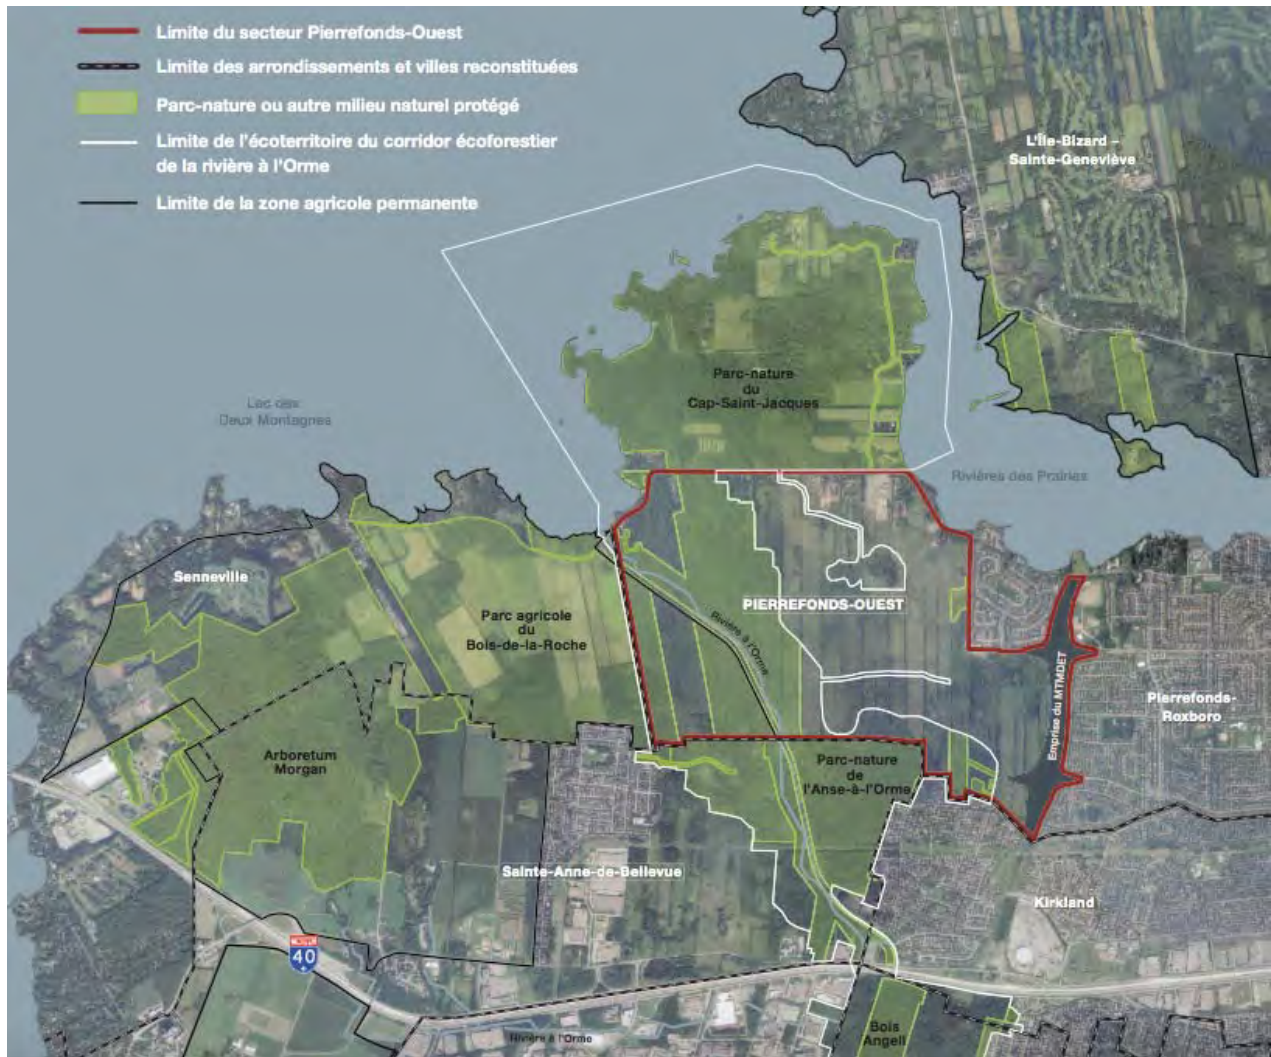 Limite du secteur Pierrefonds-Ouest
Limite des arrondissements et villes reconstituées
Parc-nature ou autre milieu naturel protégé
Limite de l'écoterritoire du corridor écoforestier
de la rivière à l'Orme
Limite de la zone agricole permanente
L'Île-Bizard –
Sainte-Geneviève
Parc-nature
du
Cap-Saint-Jacques
Lac des
Deux Montagnes
Rivières des Prairies
Senneville
PIERREFONDS-OUEST
Parc agricole
du
Bois-de-la-Roche
Rivière à l'Orme
Emprise du MTMDET
Pierrefonds-
Roxboro
Arboretum
Morgan
Parc-nature
de
l'Anse-à-l'Orme
Sainte-Anne-de-Bellevue
Kirkland
40
Bois
Angell
Rivière à l'Orme